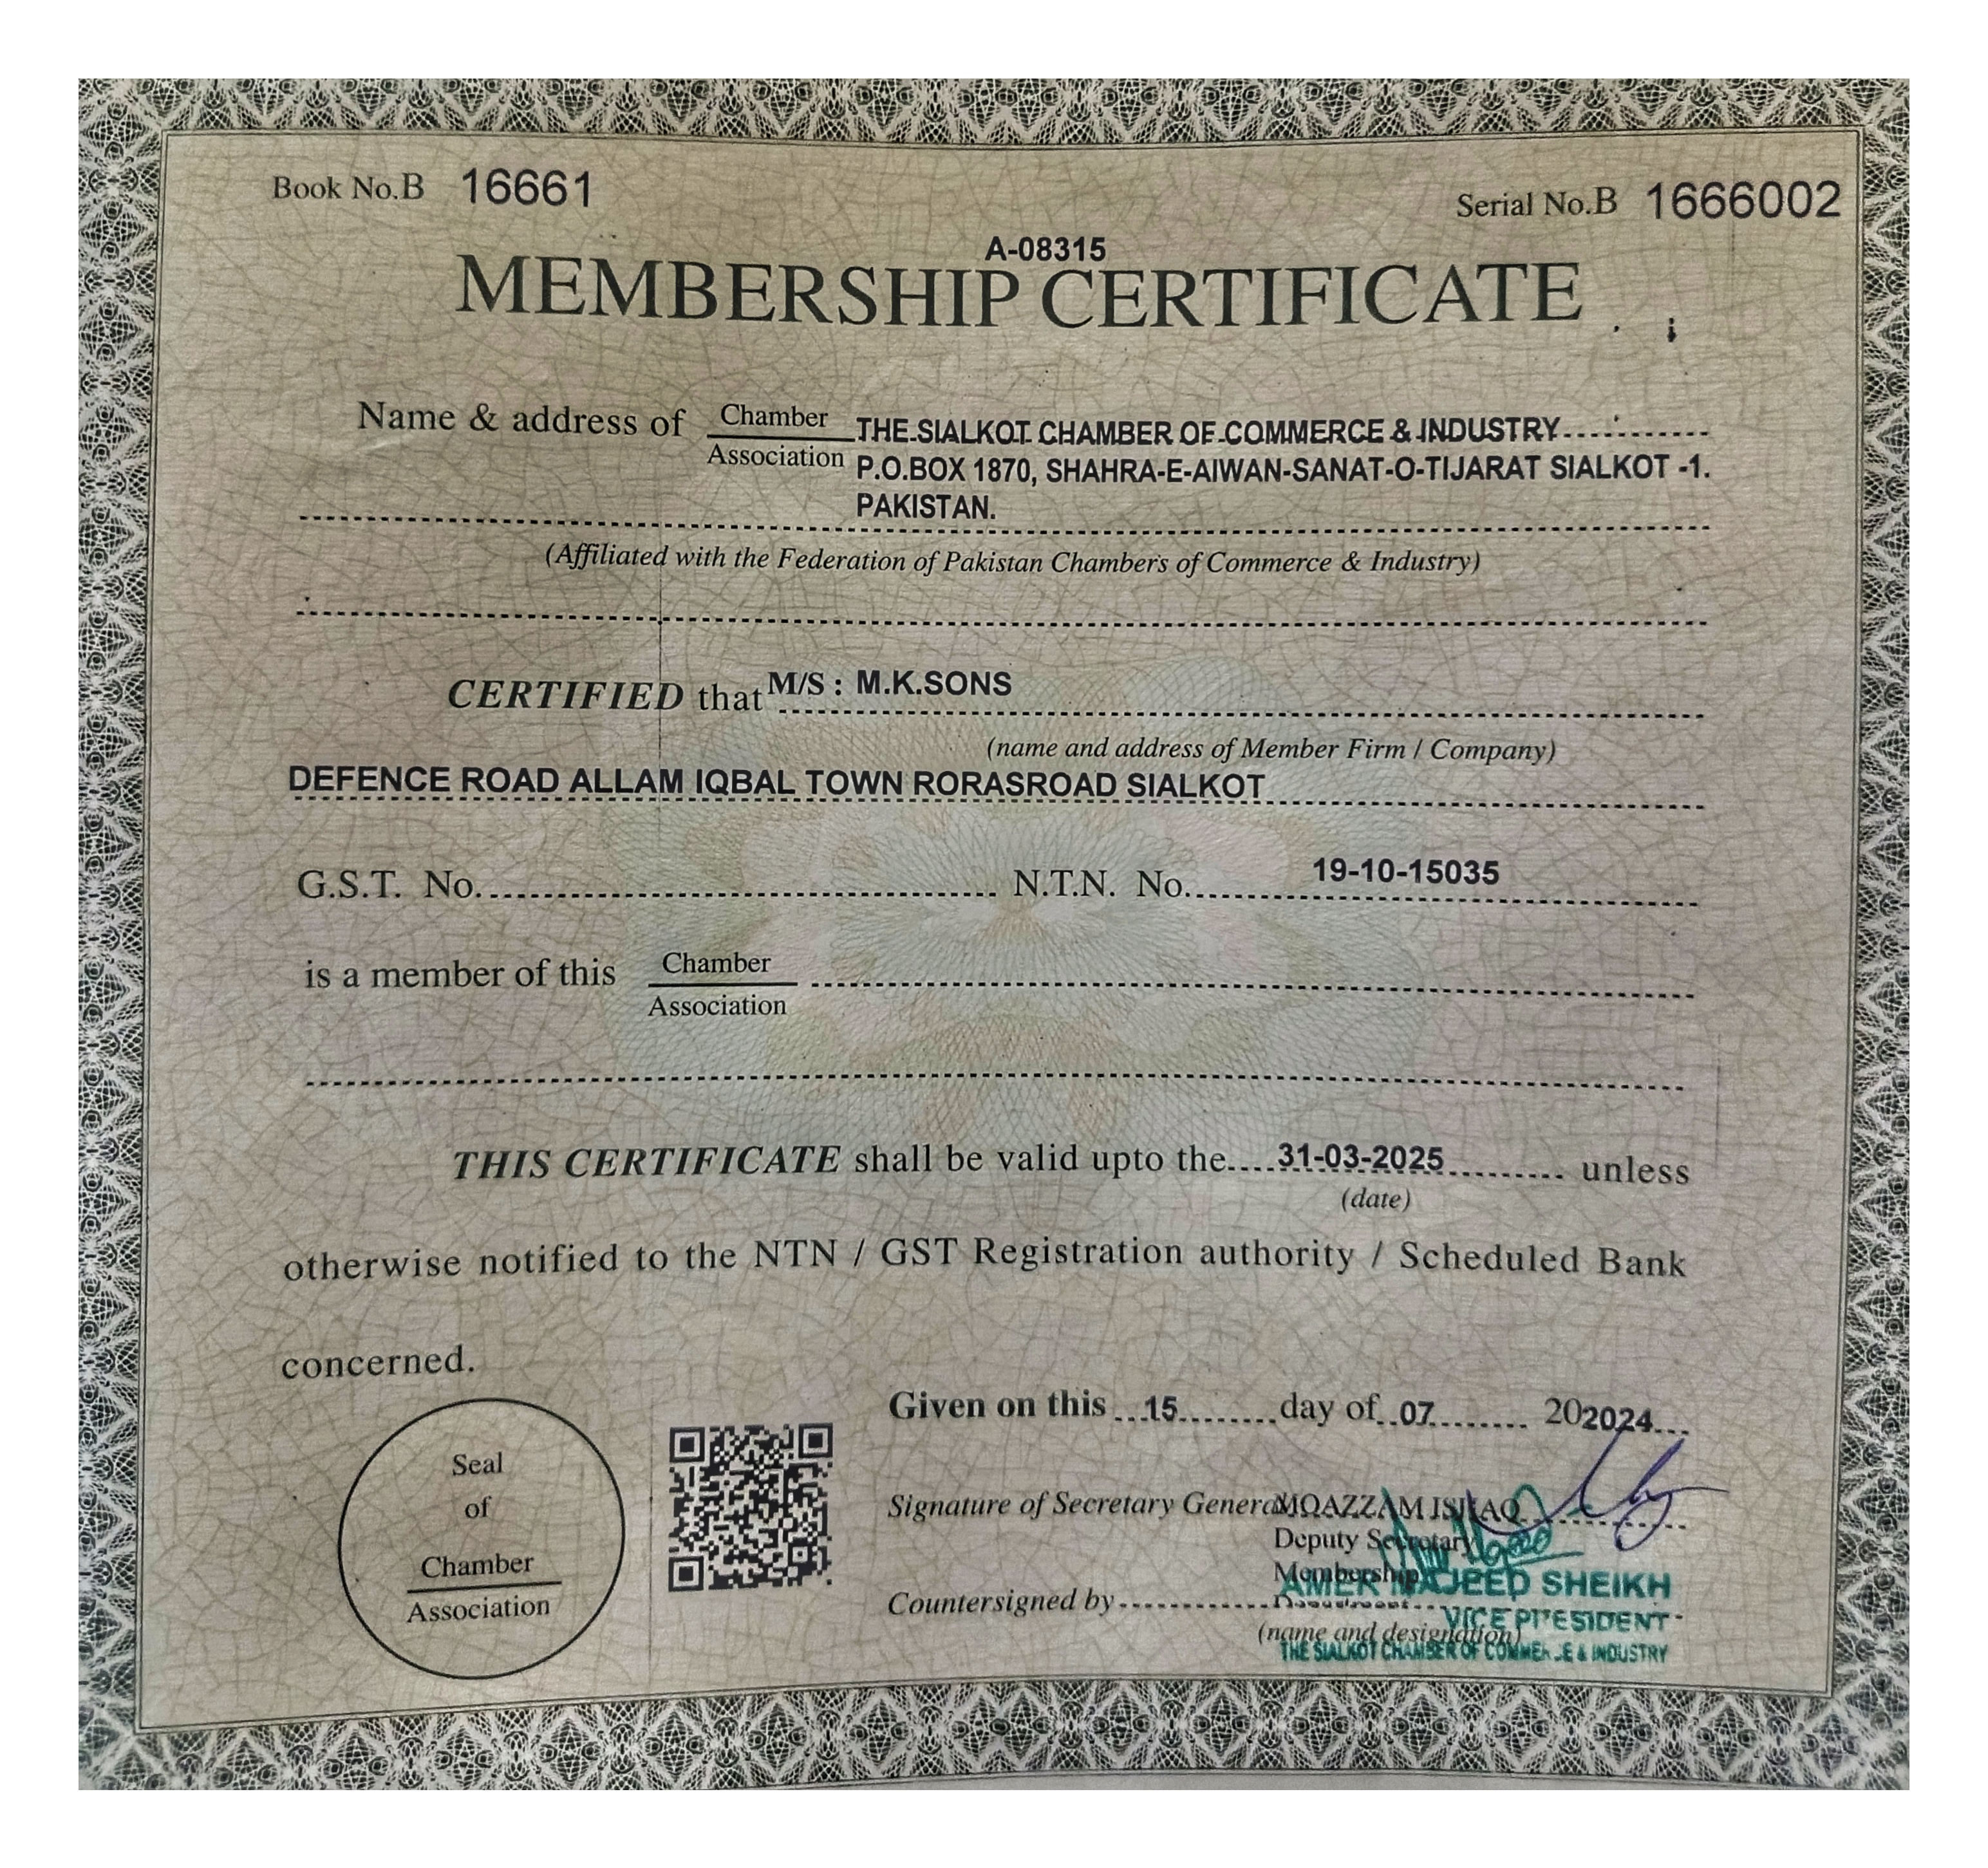 Book No.B 16661
Serial No.B 1666002
A-08315
MEMBERSHIP CERTIFICATE
Name & address of Chamber
Association
THE SIALKOT CHAMBER OF COMMERCE & INDUSTRY
P.O.BOX 1870, SHAHRA-E-AIWAN-SANAT-O-TIJARAT SIALKOT -1.
PAKISTAN.
(Affiliated with the Federation of Pakistan Chambers of Commerce & Industry)
CERTIFIED that M/S : M.K.SONS
(name and address of Member Firm / Company)
DEFENCE ROAD ALLAM IQBAL TOWN RORASROAD SIALKOT
G.S.T. No. N.T.N. No. 19-10-15035
is a member of this Chamber
Association
THIS CERTIFICATE shall be valid upto the 31-03-2025 unless
(date)
otherwise notified to the NTN / GST Registration authority / Scheduled Bank
concerned.
Given on this 15 day of 07 202024
Seal
of
Chamber
Association
Signature of Secretary General MOAZZAM ISHAQ
Deputy Secretary
Membership
AMER MAJEED SHEIKH
Countersigned by
VICE PRESIDENT
(name and designation)
THE SIALKOT CHAMBER OF COMMERCE & INDUSTRY